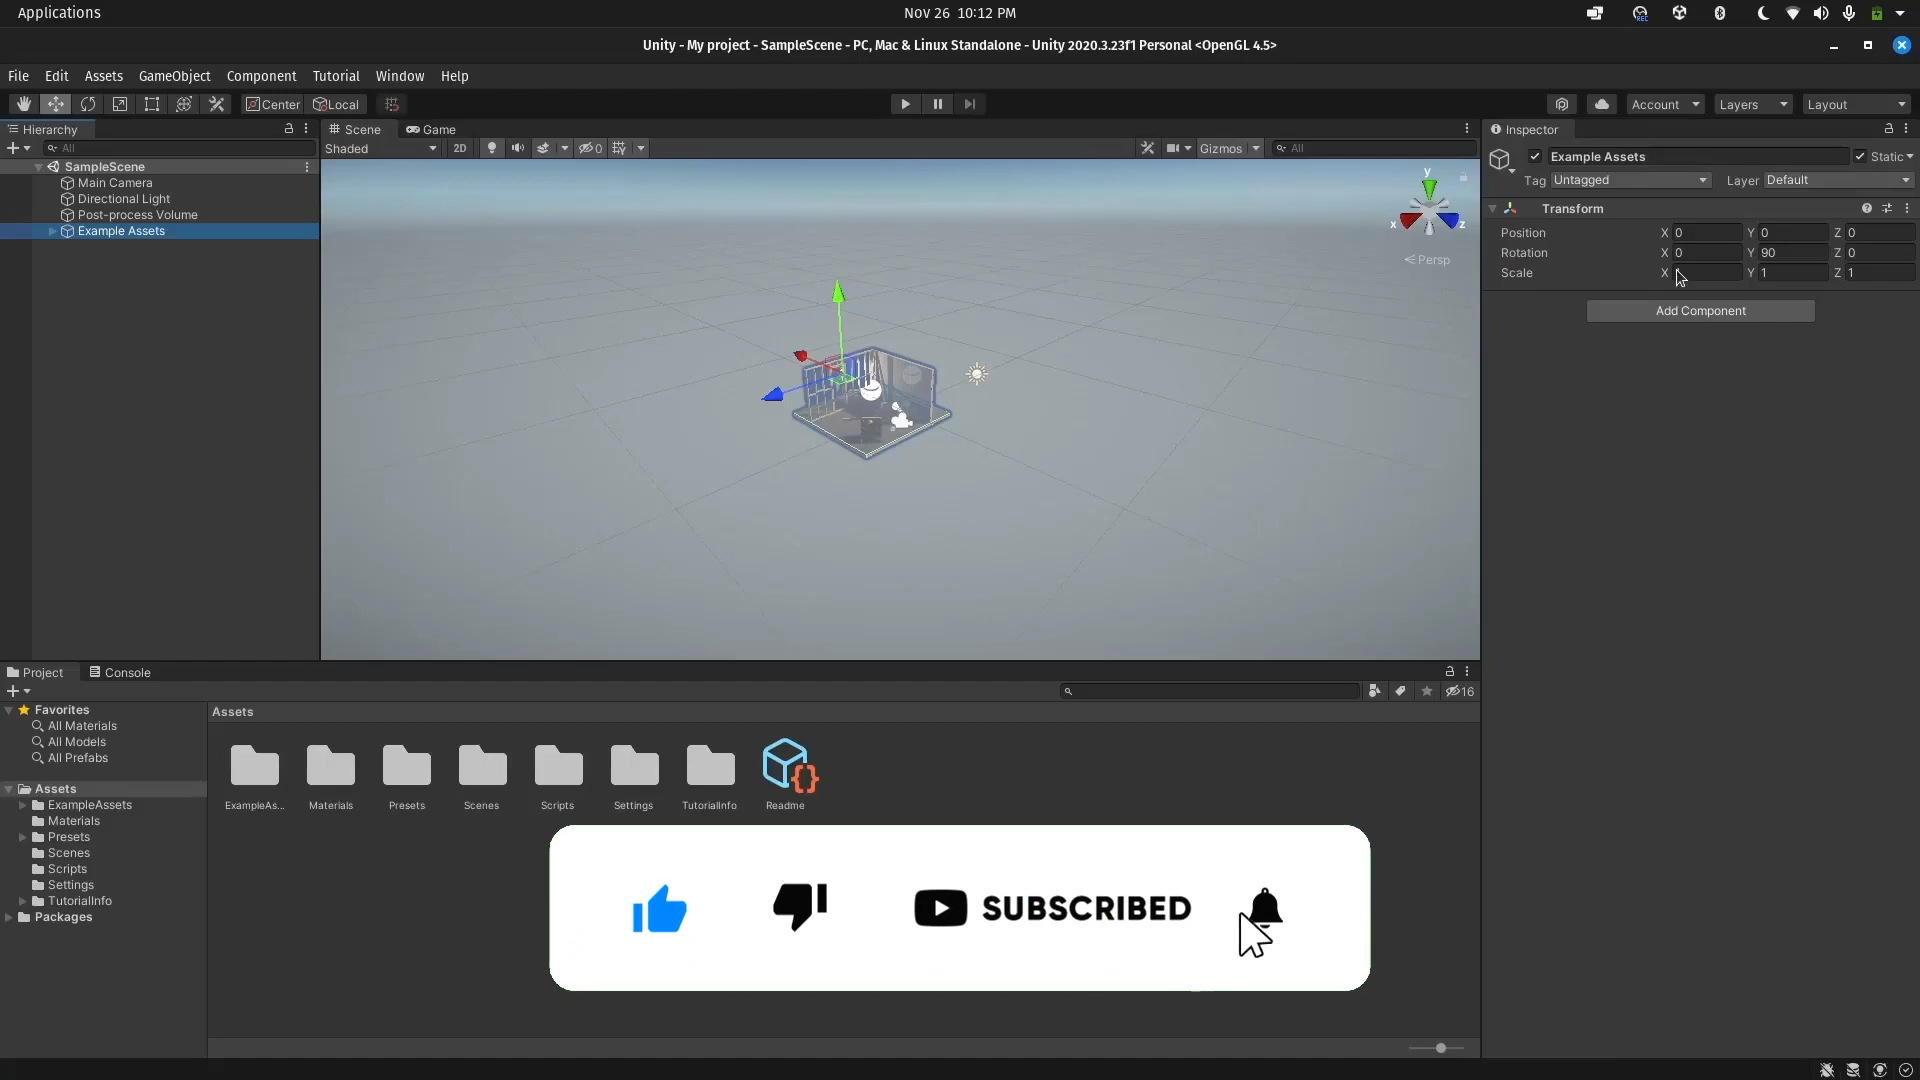 Applications
Nov 26 10:12 PM
REC
Unity - My project - SampleScene - PC, Mac & Linux Standalone - Unity 2020.3.23f1 Personal <OpenGL 4.5>
File Edit Assets GameObject Component Tutorial Window Help
Center Local Account Layers Layout
Hierarchy
All
SampleScene
Main Camera
Directional Light
Post-process Volume
Example Assets
Scene Game
Shaded 2D 0 Gizmos All
y
x z
Persp
Inspector
Example Assets Static
Tag Untagged Layer Default
Transform
Position X 0 Y 0 Z 0
Rotation X 0 Y 90 Z 0
Scale X Y 1 Z 1
Add Component
Project Console
16
Favorites
All Materials
All Models
All Prefabs
Assets
ExampleAssets
Materials
Presets
Scenes
Scripts
Settings
TutorialInfo
Packages
Assets
ExampleAs... Materials Presets Scenes Scripts Settings TutorialInfo Readme
SUBSCRIBED